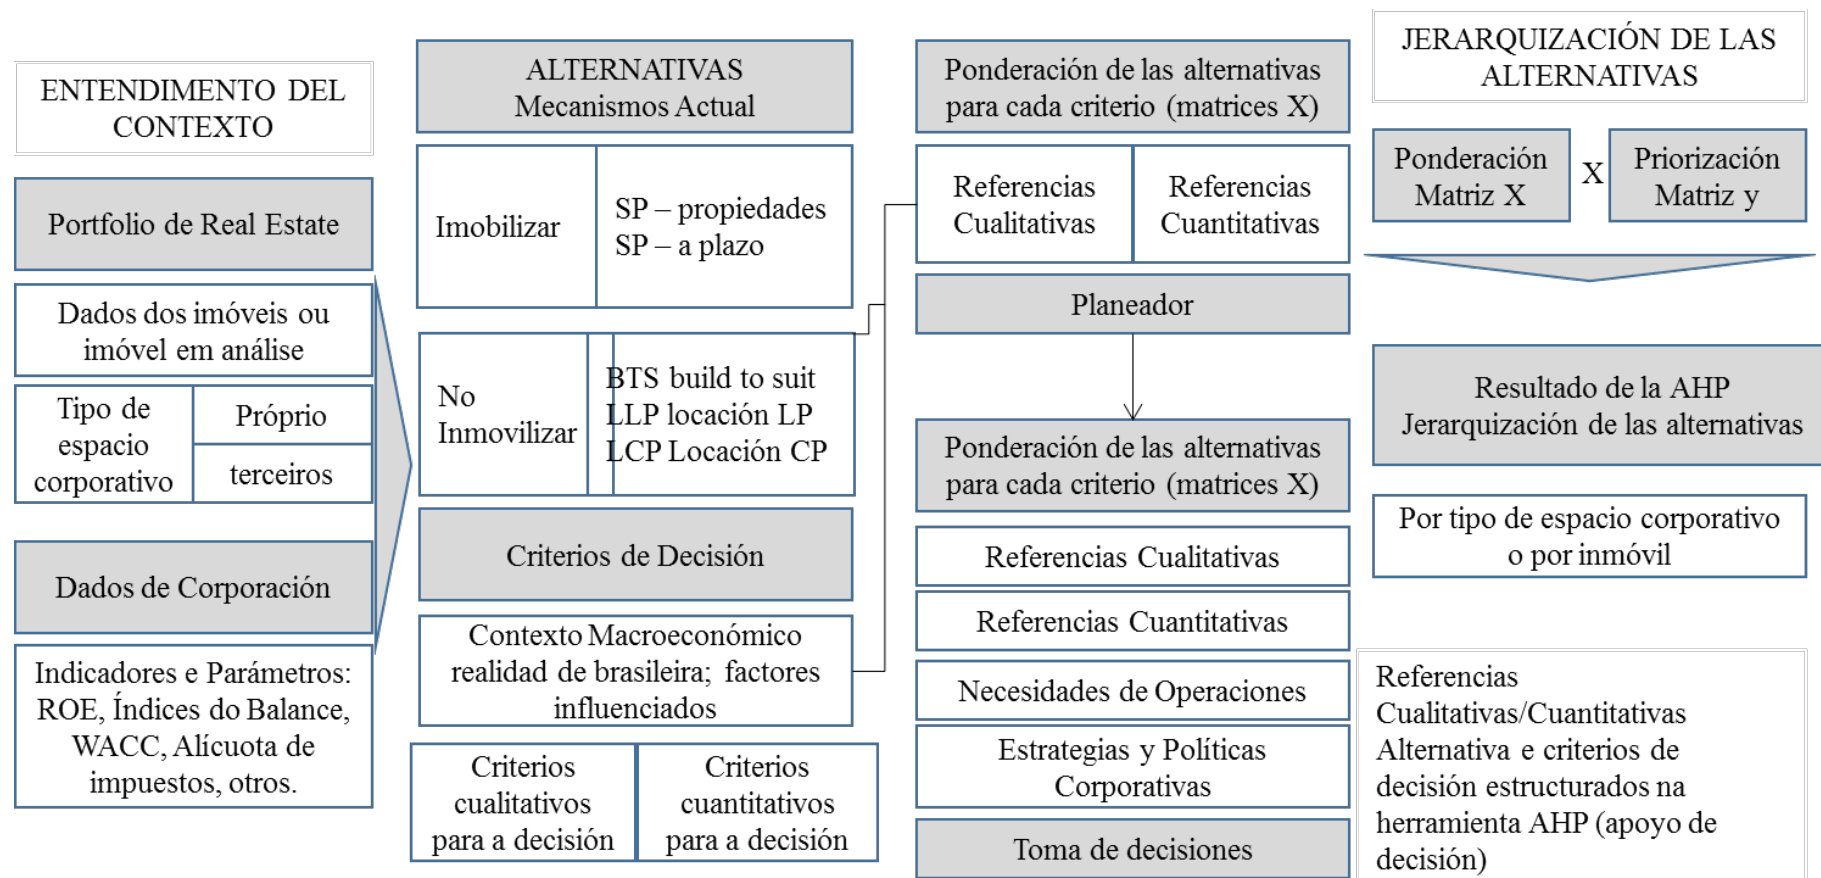 ENTENDIMENTO DEL
CONTEXTO
Portfolio de Real Estate
Dados dos imóveis ou
imóvel em análise
Tipo de
espacio
corporativo
Próprio
terceiros
Dados de Corporación
Indicadores e Parámetros:
ROE, Índices do Balance,
WACC, Alícuota de
impuestos, otros.
ALTERNATIVAS
Mecanismos Actual
Imobilizar
SP – propiedades
SP – a plazo
No
Inmovilizar
BTS build to suit
LLP locación LP
LCP Locación CP
Criterios de Decisión
Contexto Macroeconómico
realidad de brasileira; factores
influenciados
Criterios
cualitativos
para a decisión
Criterios
cuantitativos
para a decisión
Ponderación de las alternativas
para cada criterio (matrices X)
Referencias
Cualitativas
Referencias
Cuantitativas
Planeador
Ponderación de las alternativas
para cada criterio (matrices X)
Referencias Cualitativas
Referencias Cuantitativas
Necesidades de Operaciones
Estrategias y Políticas
Corporativas
Toma de decisiones
JERARQUIZACIÓN DE LAS
ALTERNATIVAS
Ponderación
Matriz X
X
Priorización
Matriz y
Resultado de la AHP
Jerarquización de las alternativas
Por tipo de espacio corporativo
o por inmóvil
Referencias
Cualitativas/Cuantitativas
Alternativa e criterios de
decisión estructurados na
herramienta AHP (apoyo de
decisión)